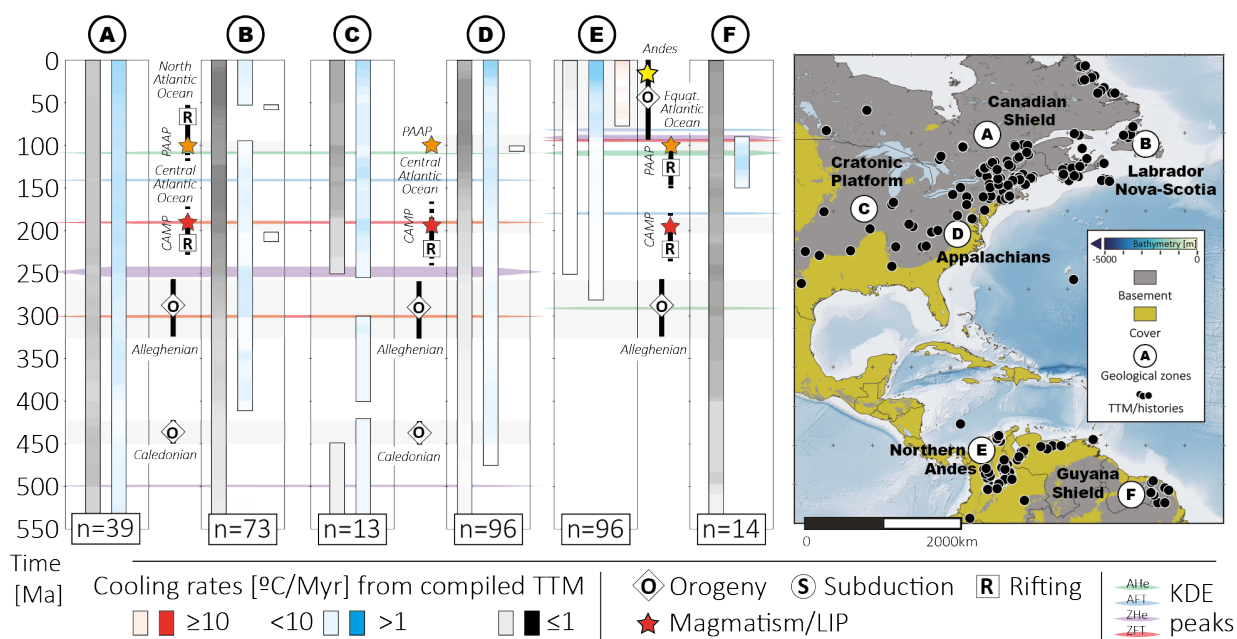 A
B
C
D
E
F
0
50
100
150
200
250
300
350
400
450
500
550
Time
[Ma]
North
Atlantic
Ocean
R
PAAP
Central
Atlantic
Ocean
CAMP
R
O
Alleghenian
O
Caledonian
PAAP
Central
Atlantic
Ocean
CAMP
R
O
Alleghenian
O
Caledonian
Andes
O
Equat.
Atlantic
Ocean
PAAP
R
CAMP
R
O
Alleghenian
n=39
n=73
n=13
n=96
n=96
n=14
Canadian
Shield
A
B
Labrador
Nova-Scotia
Cratonic
Platform
C
D
Appalachians
Northern
Andes
E
Guyana
Shield
F
Bathymetry [m]
-5000
0
Basement
Cover
A
Geological zones
TTM/histories
0
2000km
Cooling rates [ºC/Myr] from compiled TTM
≥10
<10
>1
≤1
O Orogeny
S Subduction
R Rifting
Magmatism/LIP
AHe
AFT
ZHe
ZFT
KDE
peaks